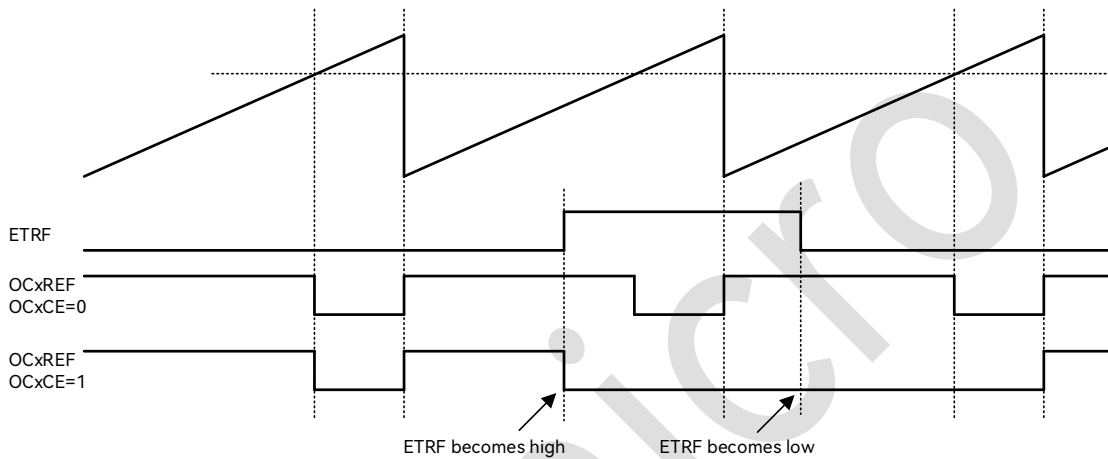 ETRF
OCxREF
OCxCE=0
OCxREF
OCxCE=1
ETRF becomes high
ETRF becomes low